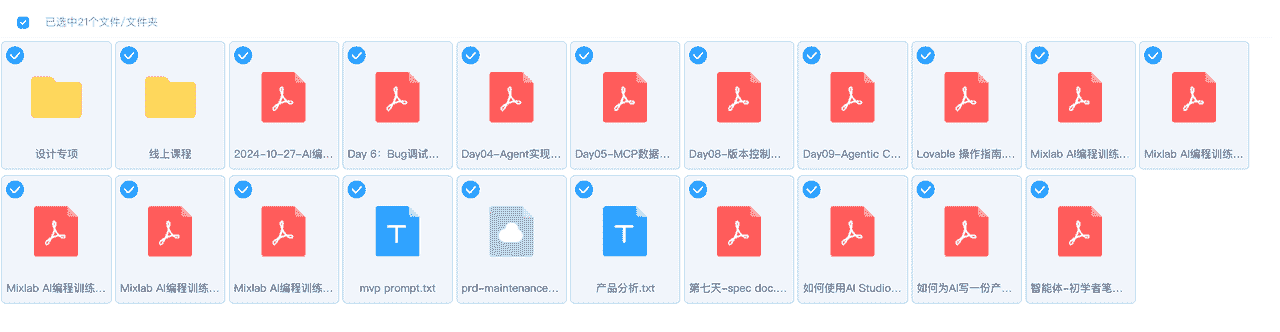 已选中21个文件/文件夹
设计专项
线上课程
2024-10-27-AI编...
Day 6：Bug调试...
Day04-Agent实现...
Day05-MCP数据...
Day08-版本控制...
Day09-Agentic C...
Lovable 操作指南....
Mixlab AI编程训练...
Mixlab AI编程训练...
Mixlab AI编程训练...
Mixlab AI编程训练...
Mixlab AI编程训练...
mvp prompt.txt
prd-maintenance...
产品分析.txt
第七天-spec doc....
如何使用AI Studio...
如何为AI写一份产...
智能体-初学者笔...